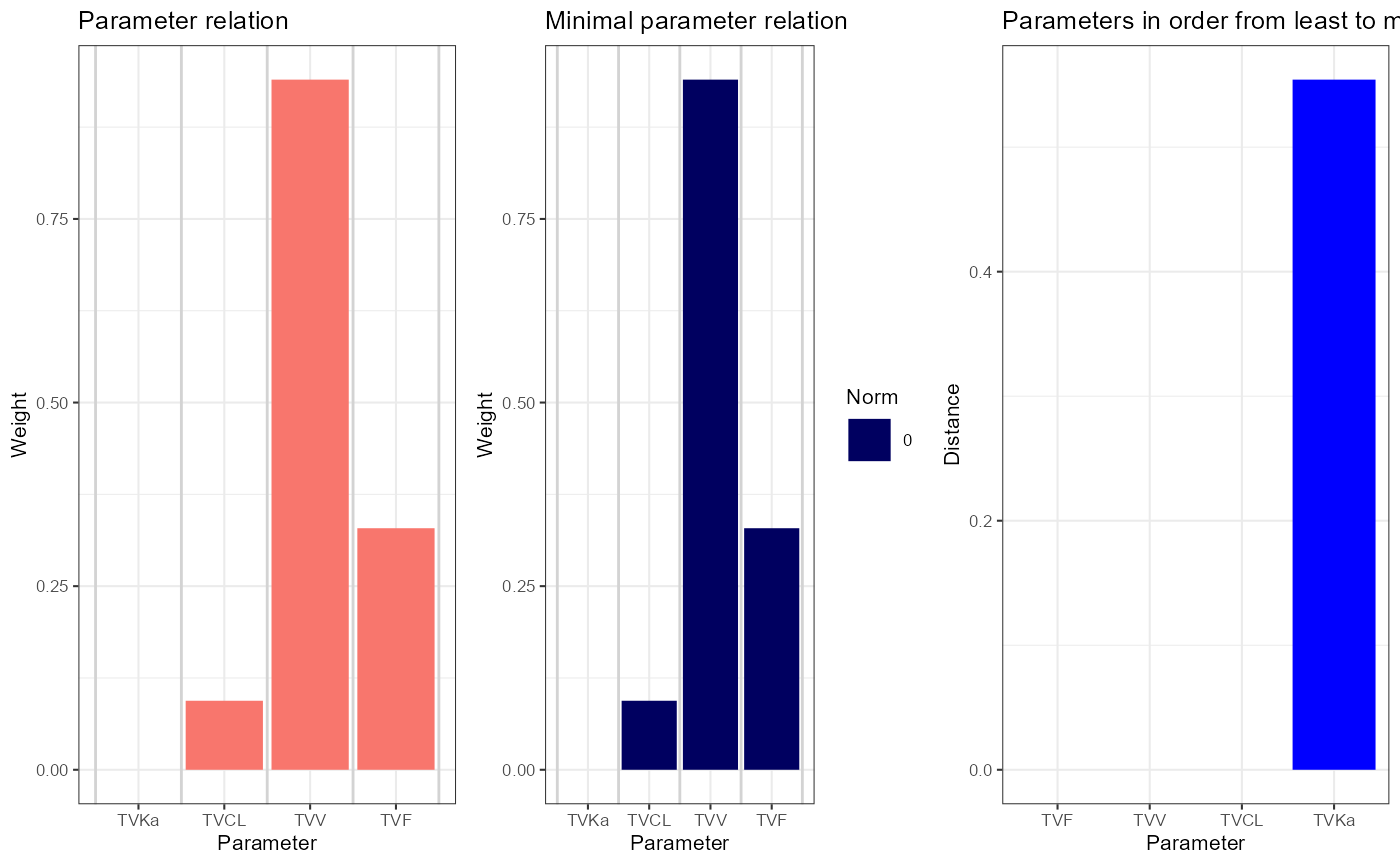 Parameter relation
0.75
0.50
0.25
0.00
Weight
TVKa TVCL TVV TVF
Parameter
Minimal parameter relation
0.75
0.50
0.25
0.00
Weight
TVKa TVCL TVV TVF
Parameter
Norm
0
Parameters in order from least to m
0.4
0.2
0.0
Distance
TVF TVV TVCL TVKa
Parameter